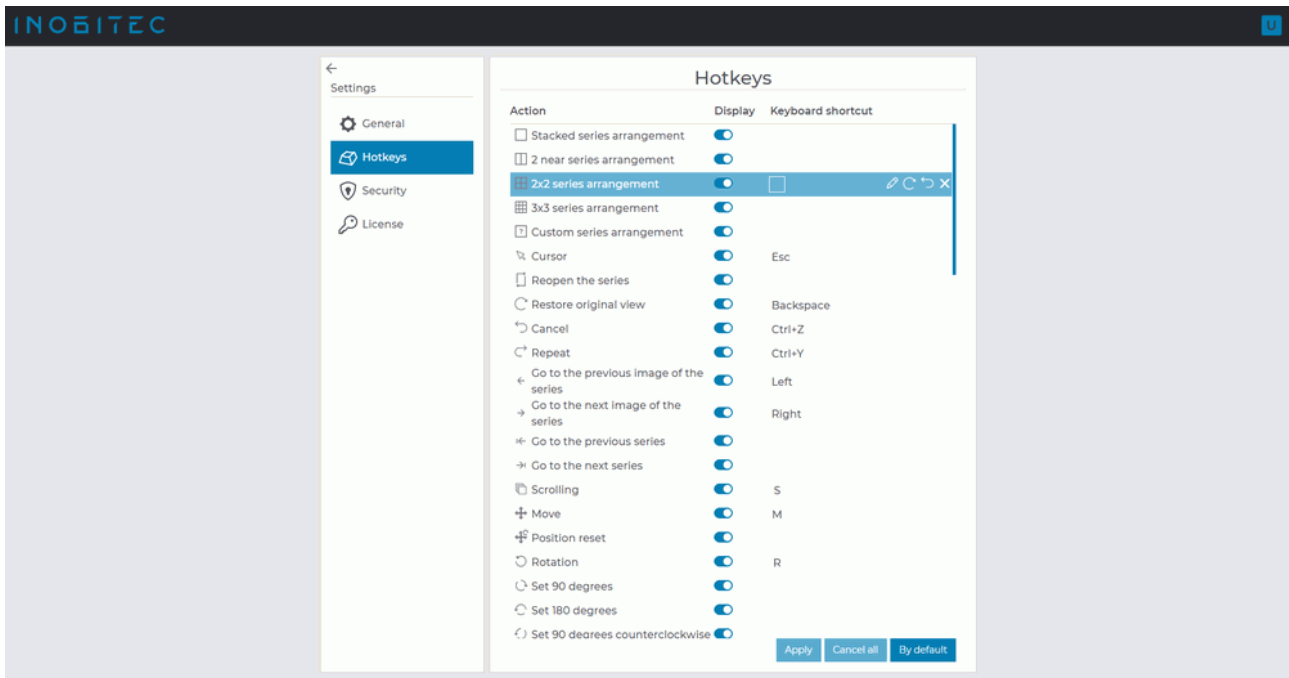 INOBITEC
U
Settings
General
Hotkeys
Security
License
Hotkeys
Action Display Keyboard shortcut
Stacked series arrangement
2 near series arrangement
2x2 series arrangement
3x3 series arrangement
? Custom series arrangement
Cursor Esc
Reopen the series
Restore original view Backspace
Cancel Ctrl+Z
Repeat Ctrl+Y
Go to the previous image of the
series Left
Go to the next image of the
series Right
Go to the previous series
Go to the next series
Scrolling S
Move M
Position reset
Rotation R
Set 90 degrees
Set 180 degrees
Set 90 degrees counterclockwise
Apply Cancel all By default